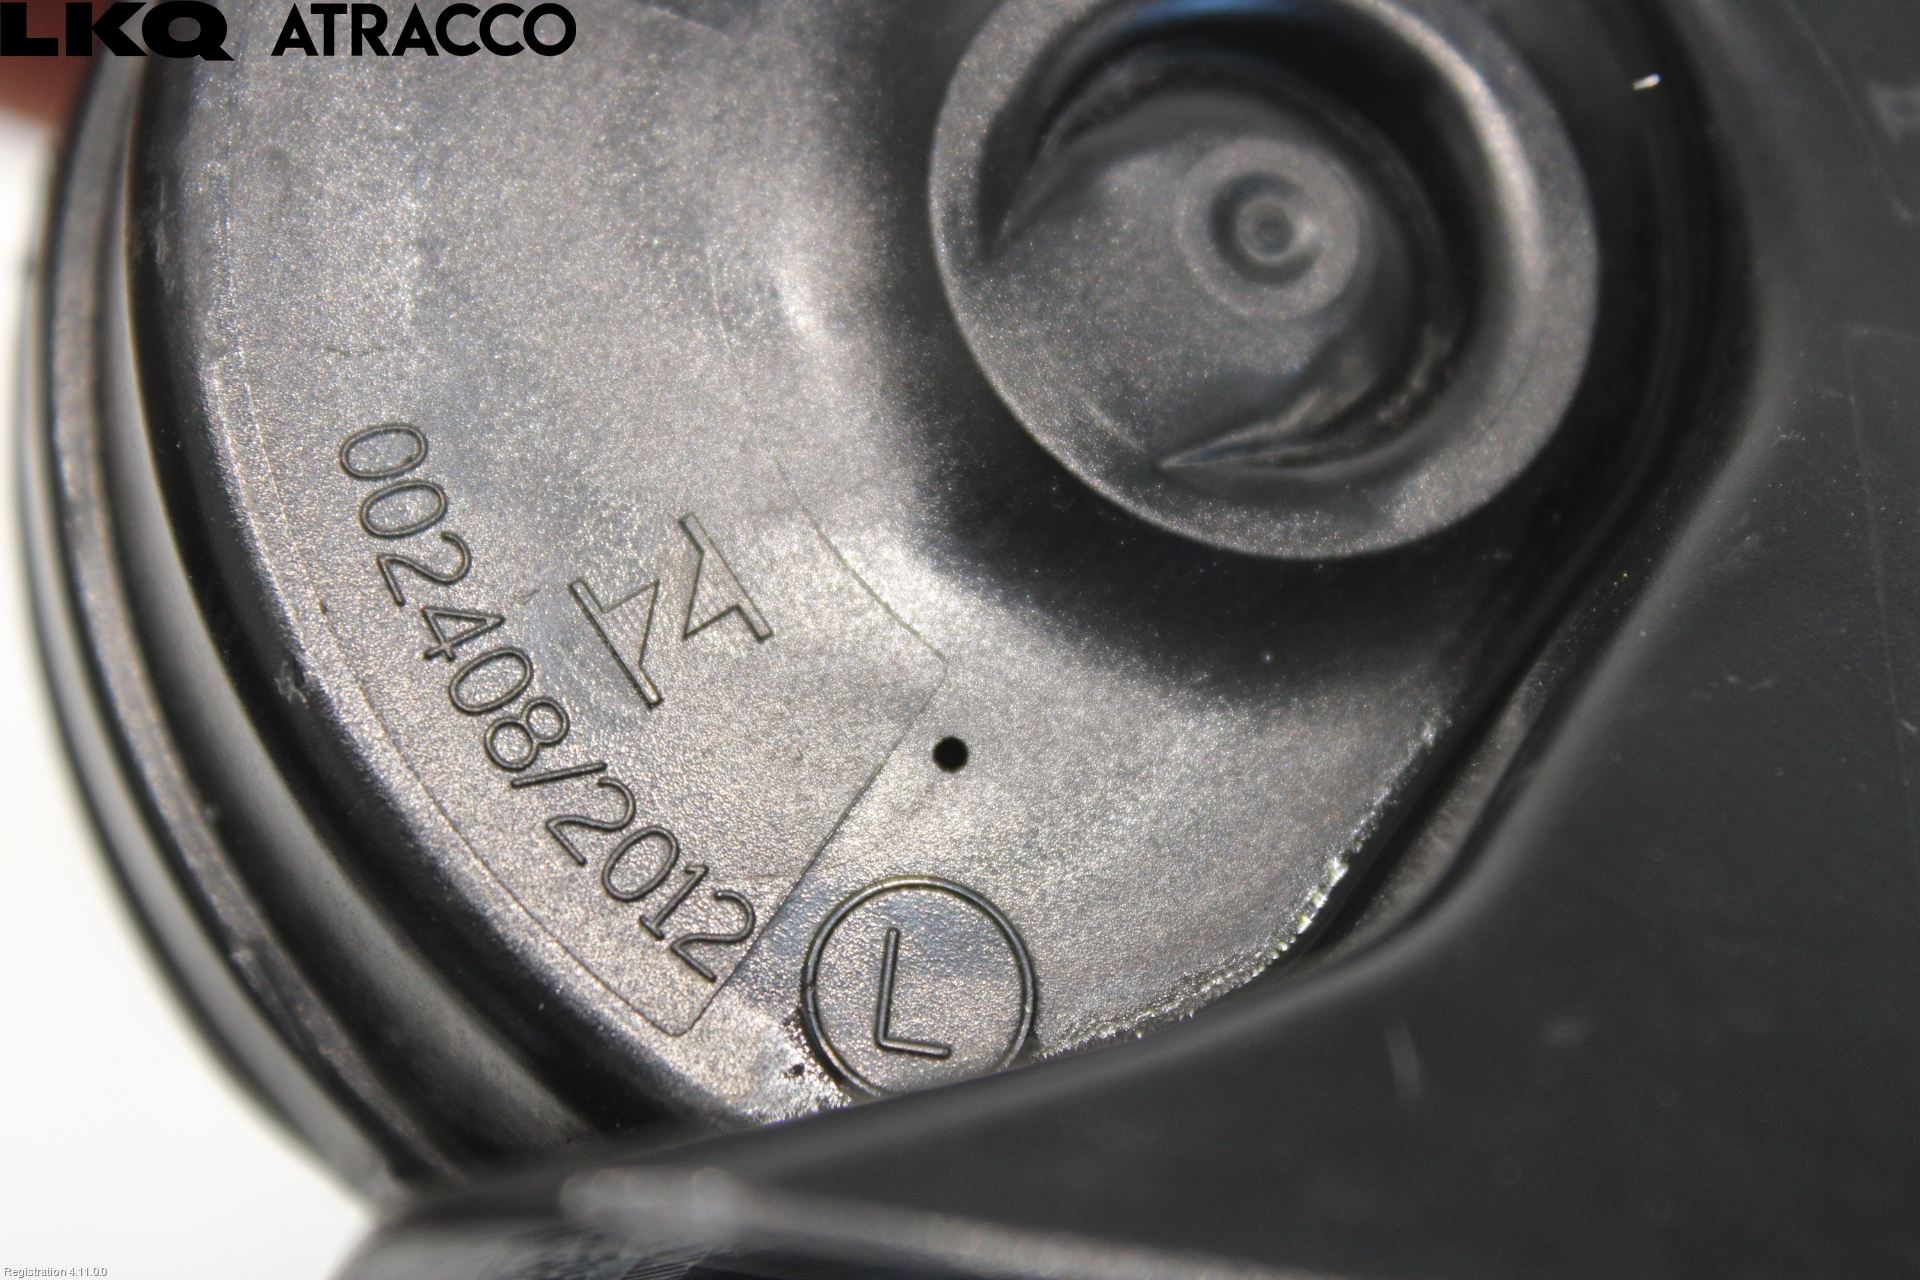 LKQ ATRACCO
002408/2012
L
Registration 4.11.0.0